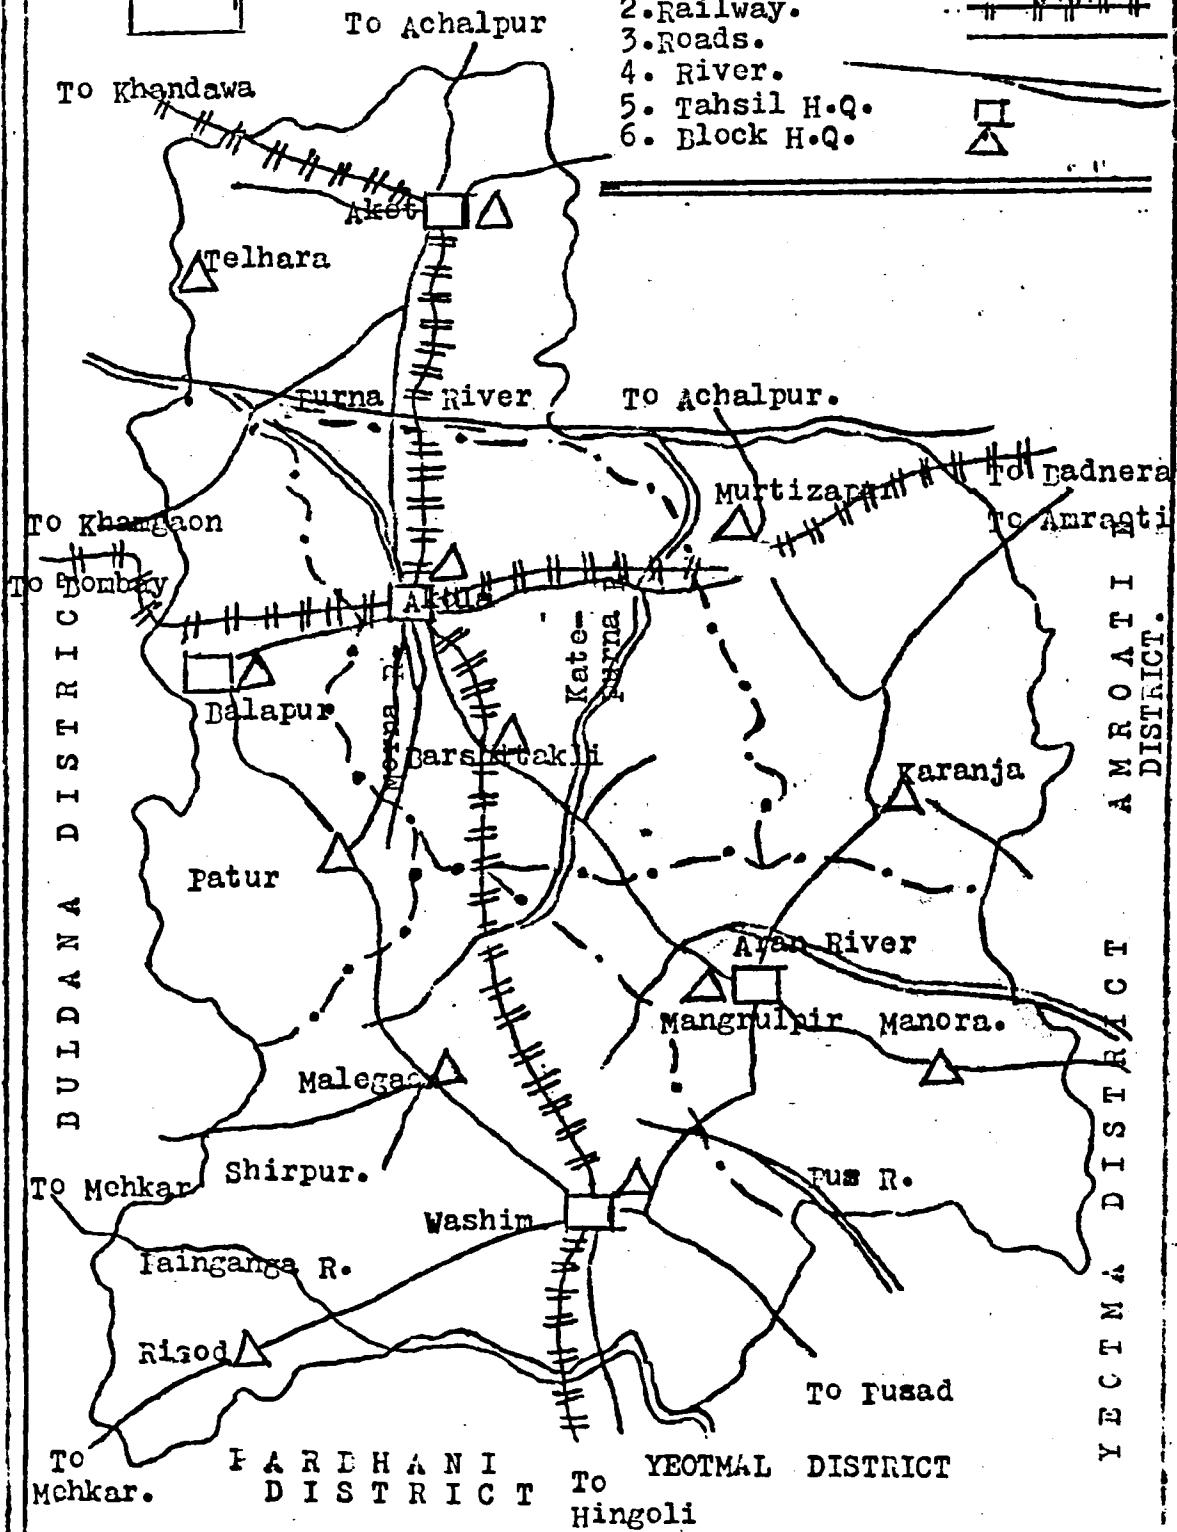 To Achalpur
2.Railway.
3.Roads.
4. River.
5. Tahsil H.Q.
6. Block H.Q.
To Khandawa
Akot
Telhara
Purna River
To Achalpur.
Murtizapur
To Badnera
To Amraoti
To Khamgaon
To Bombay
Akola
Kate-
purna R
Balapur
Morna R
Barshitakli
Karanja
Patur
Aran River
Mangrulpir
Manora.
Malegaon
Shirpur.
To Mehkar
Pus R.
Washim
Painganga R.
Risod
To Pusad
To
Mehkar.
PARDHANI
DISTRICT
To
Hingoli
YEOTMAL DISTRICT
BULDANA DISTRICT
AMROATI
DISTRICT.
YECTMA DISTRICT